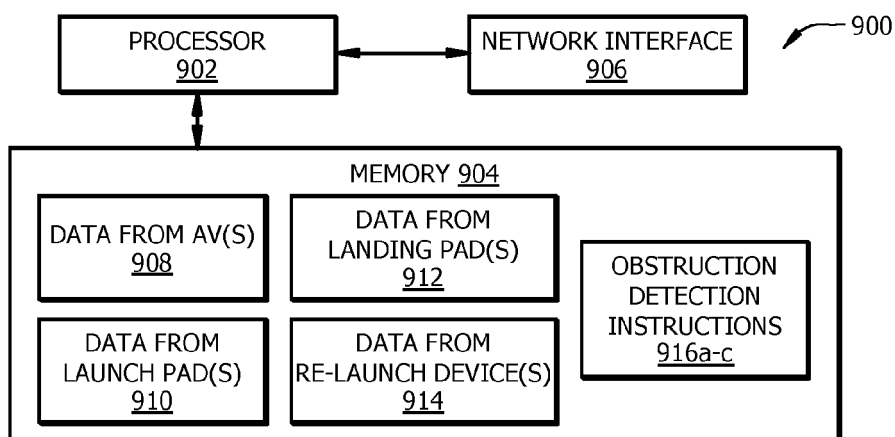 PROCESSOR
902
NETWORK INTERFACE
906
900
MEMORY 904
DATA FROM AV(S)
908
DATA FROM
LANDING PAD(S)
912
OBSTRUCTION
DETECTION
INSTRUCTIONS
916a-c
DATA FROM
LAUNCH PAD(S)
910
DATA FROM
RE-LAUNCH DEVICE(S)
914